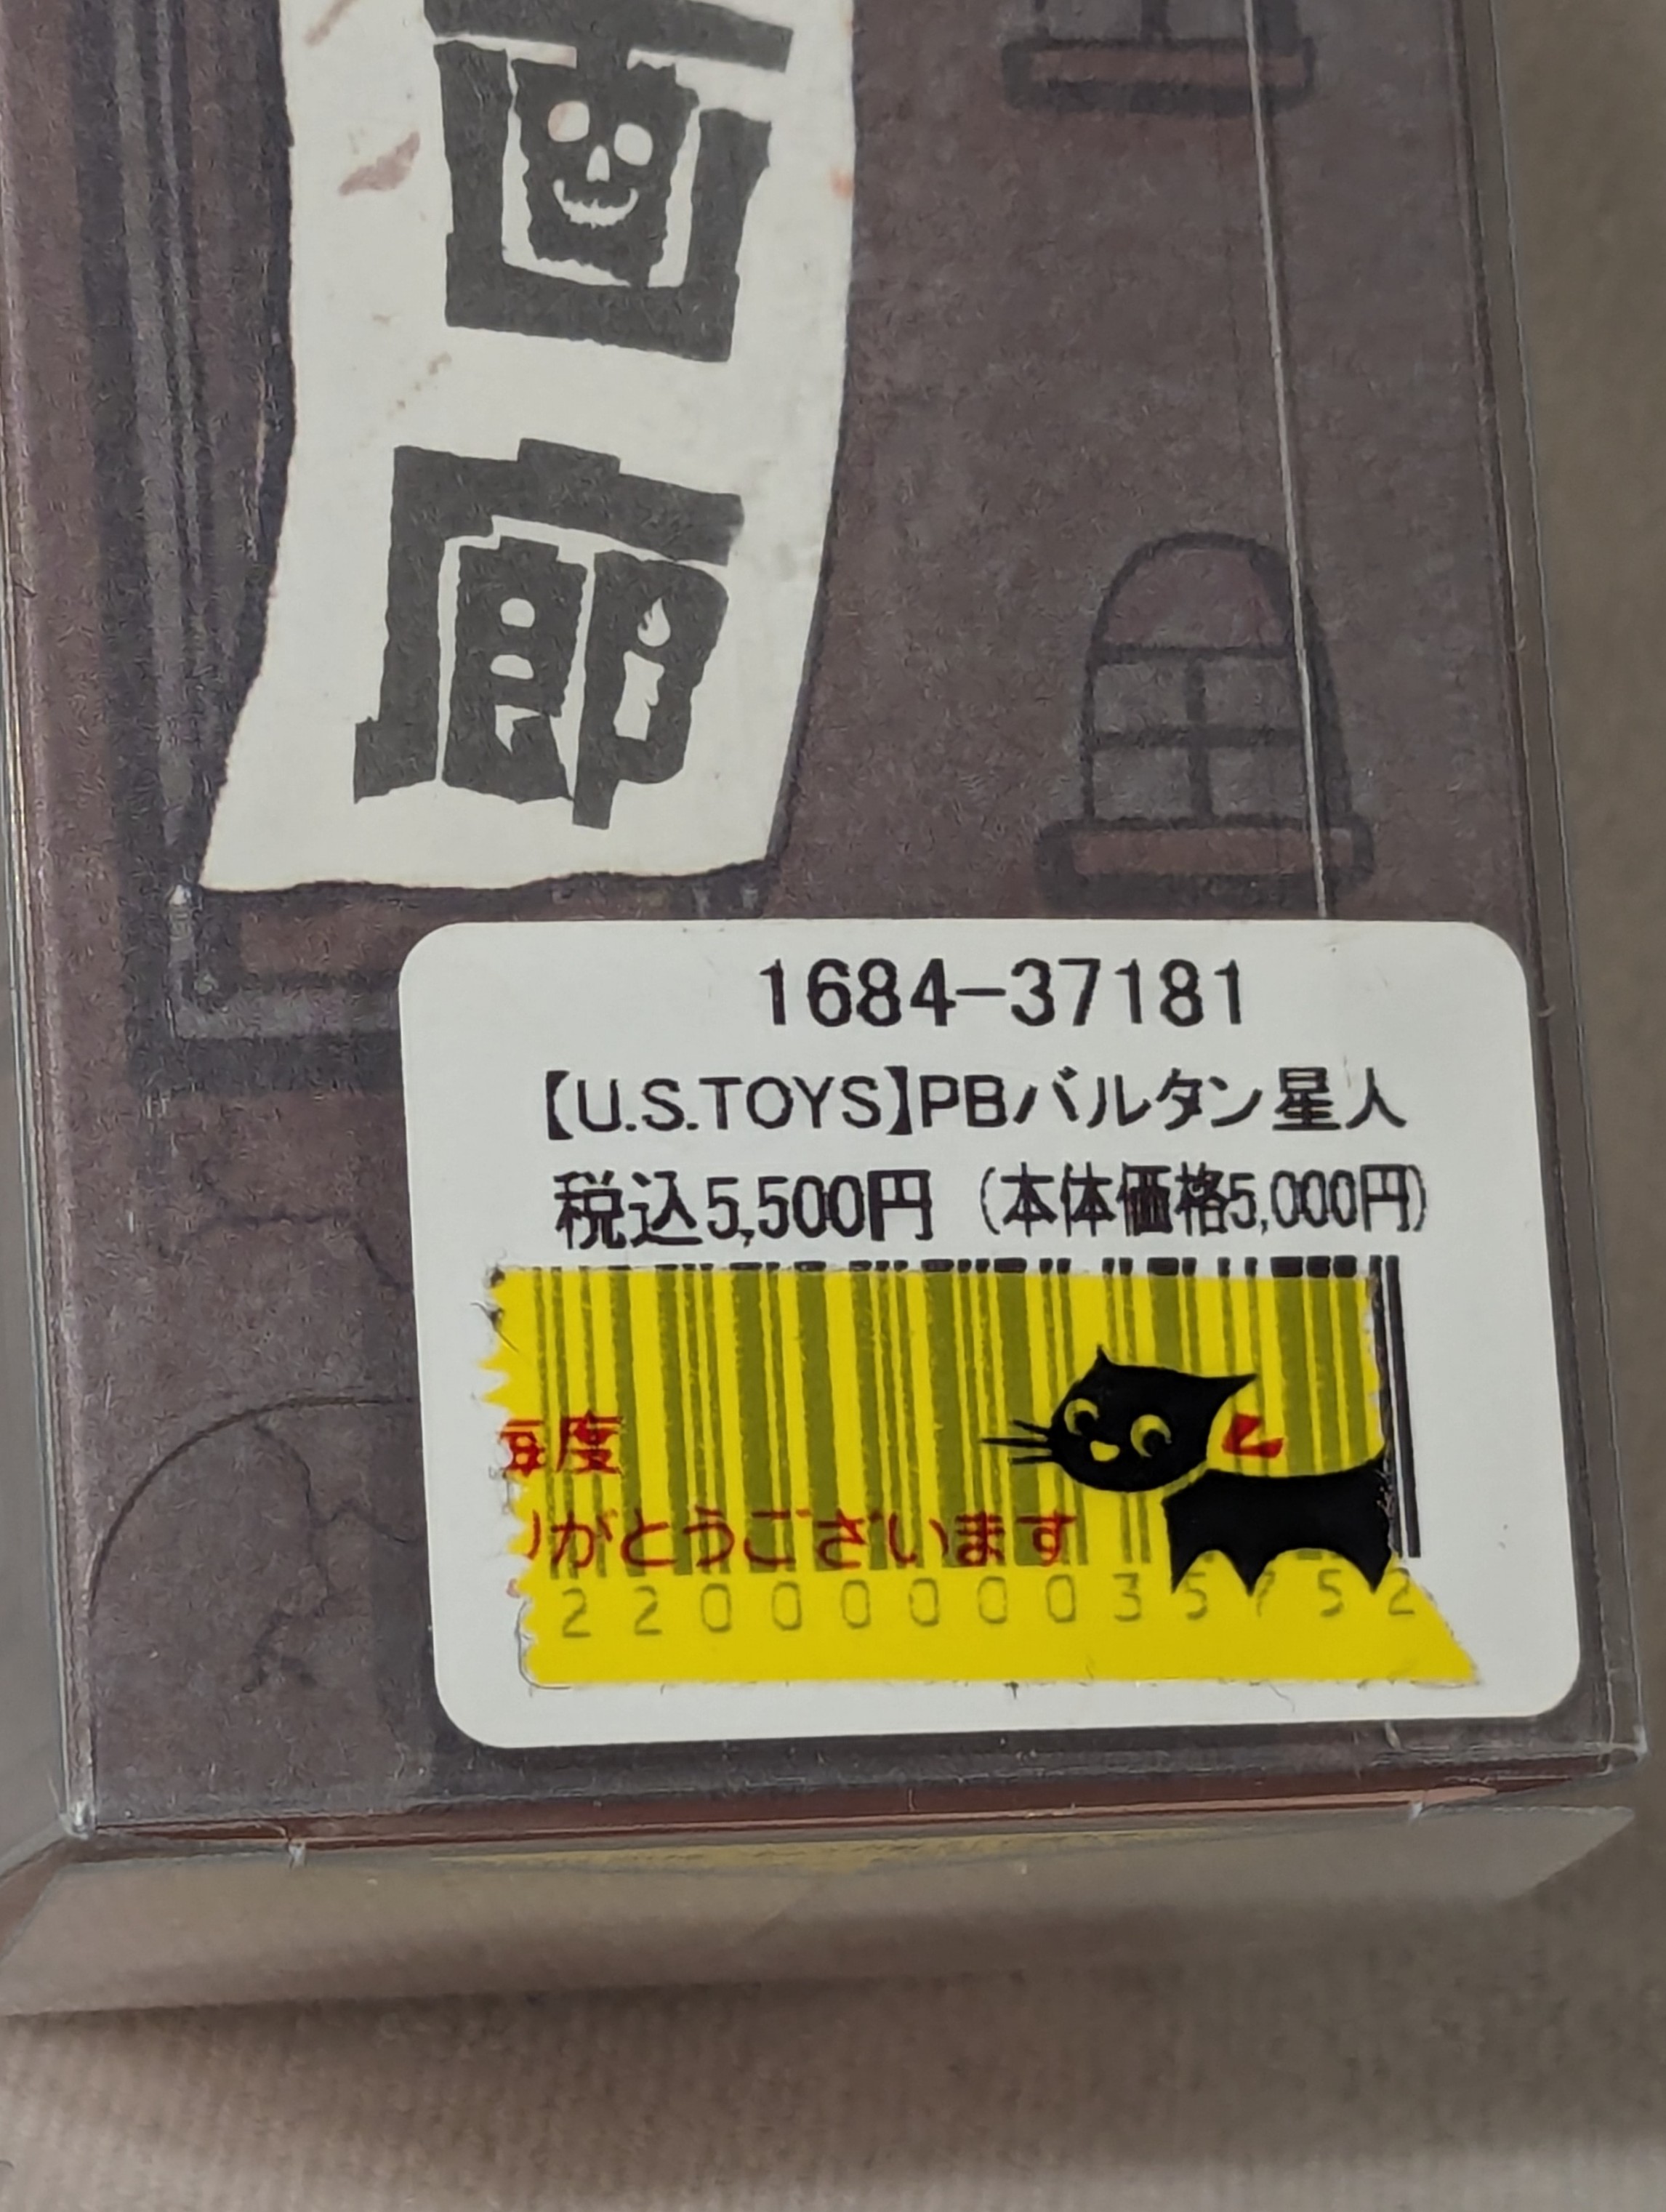 画
廊
1684-37181
【U.S.TOYS】PBバルタン星人
税込5,500円 (本体価格5,000円)
毎度
りがとうございます
2200000035752